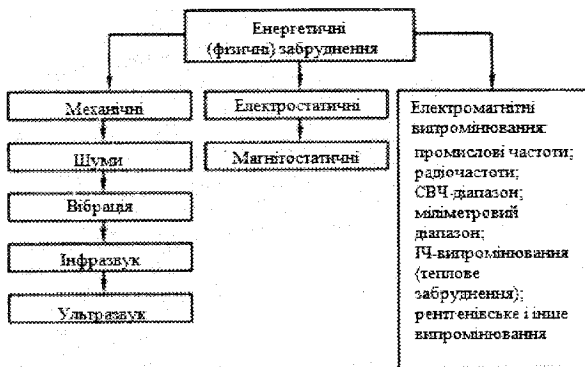 Енергетичні
(фізичні) забруднення
Механічні
Шуми
Вібрація
Інфразвук
Ультразвук
Електростатичні
Магнітостатичні
Електромагнітні
випромінювання:
промислові частоти;
радіочастоти;
СВЧ-діапазон;
міліметровий
діапазон;
ІЧ-випромінювання
(теплове
забруднення);
рентгенівське і інше
випромінювання